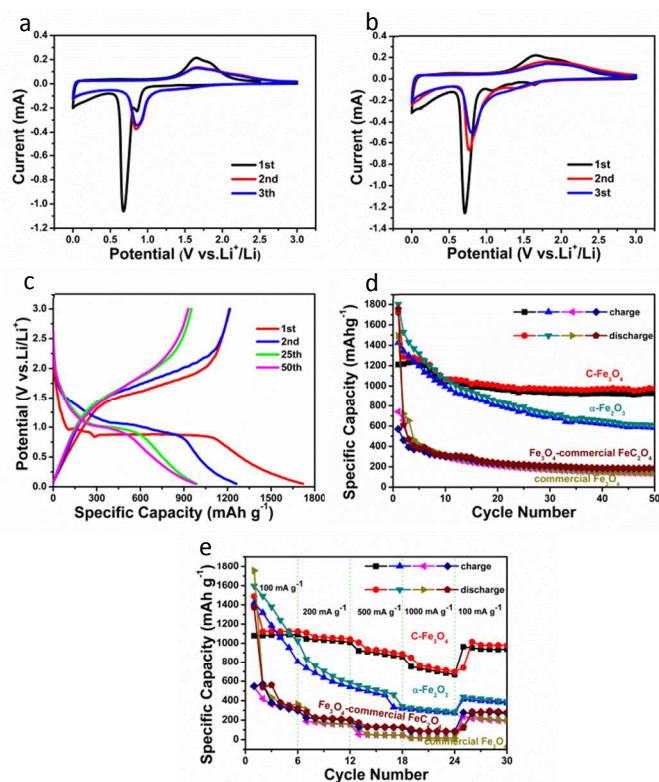 a
0.4
0.2
0.0
-0.2
-0.4
-0.6
-0.8
-1.0
-1.2
Current (mA)
1st
2nd
3th
0.0 0.5 1.0 1.5 2.0 2.5 3.0
Potential (V vs.Li⁺/Li)
b
0.4
0.2
0.0
-0.2
-0.4
-0.6
-0.8
-1.0
-1.2
-1.4
Current (mA)
1st
2nd
3st
0.0 0.5 1.0 1.5 2.0 2.5 3.0
Potential (V vs.Li⁺/Li)
c
3.0
2.5
2.0
1.5
1.0
0.5
0.0
Potential (V vs.Li/Li⁺)
1st
2nd
25th
50th
0 300 600 900 1200 1500 1800
Specific Capacity (mAh g⁻¹)
d
1800
1600
1400
1200
1000
800
600
400
200
0
Specific Capacity (mAhg⁻¹)
charge
discharge
C-Fe₃O₄
α-Fe₂O₃
Fe₃O₄-commercial FeC₂O₄
commercial Fe₃O₄
0 10 20 30 40 50
Cycle Number
e
1800
1600
1400
1200
1000
800
600
400
200
0
Specific Capacity (mAh g⁻¹)
charge
discharge
100 mA g⁻¹
200 mA g⁻¹
500 mA g⁻¹
1000 mA g⁻¹
100 mA g⁻¹
C-Fe₃O₄
α-Fe₂O₃
Fe₃O₄-commercial FeC₂O₄
commercial Fe₃O₄
0 6 12 18 24 30
Cycle Number